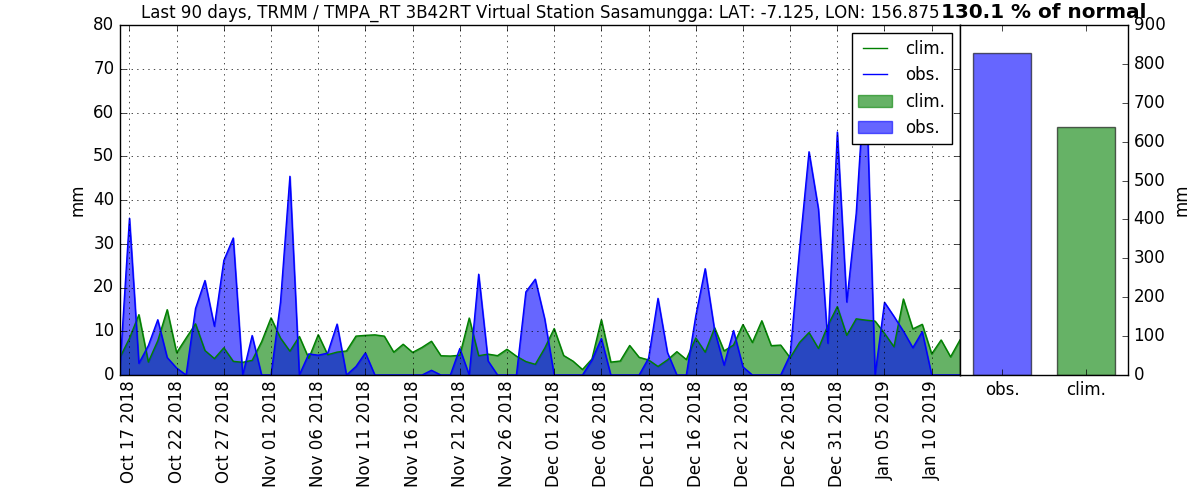 Last 90 days, TRMM / TMPA_RT 3B42RT Virtual Station Sasamungga: LAT: -7.125, LON: 156.875
130.1 % of normal
80
70
60
50
40
30
20
10
0
mm
clim.
obs.
clim.
obs.
900
800
700
600
500
400
300
200
100
0
mm
Oct 17 2018
Oct 22 2018
Oct 27 2018
Nov 01 2018
Nov 06 2018
Nov 11 2018
Nov 16 2018
Nov 21 2018
Nov 26 2018
Dec 01 2018
Dec 06 2018
Dec 11 2018
Dec 16 2018
Dec 21 2018
Dec 26 2018
Dec 31 2018
Jan 05 2019
Jan 10 2019
obs.
clim.